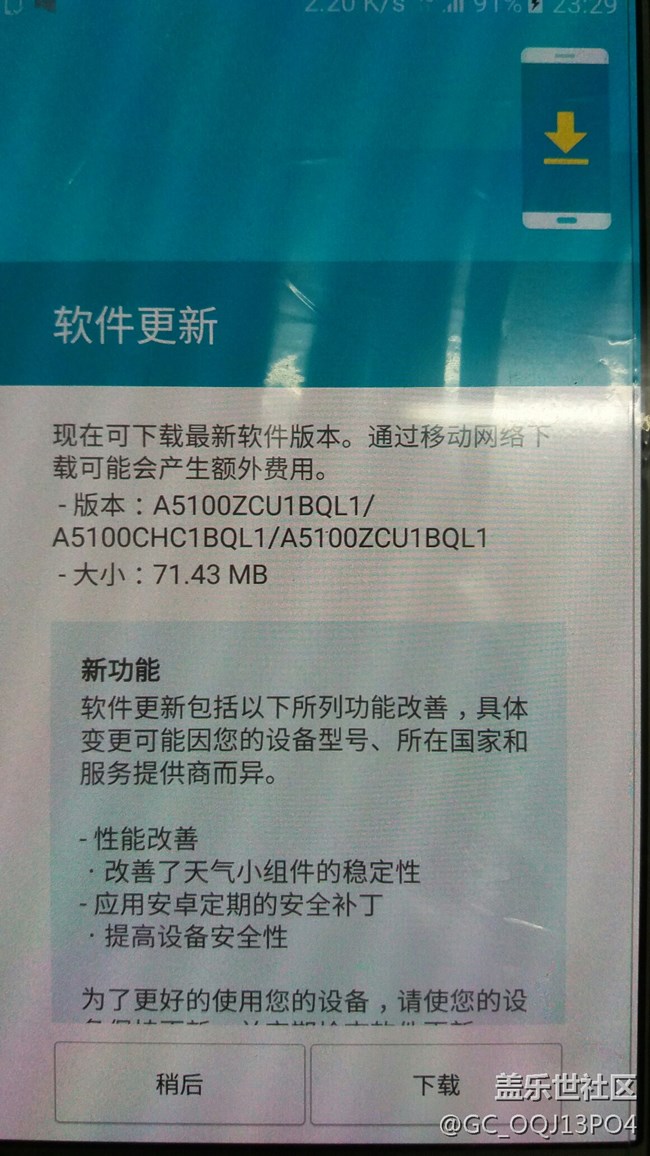 2.20 K/s 91% 23:29
软件更新
现在可下载最新软件版本。通过移动网络下
载可能会产生额外费用。
- 版本：A5100ZCU1BQL1/
A5100CHC1BQL1/A5100ZCU1BQL1
- 大小：71.43 MB
新功能
软件更新包括以下所列功能改善，具体
变更可能因您的设备型号、所在国家和
服务提供商而异。
- 性能改善
· 改善了天气小组件的稳定性
- 应用安卓定期的安全补丁
· 提高设备安全性
为了更好的使用您的设备，请使您的设
稍后 下载
盖乐世社区
@GC_OQJ13PO4